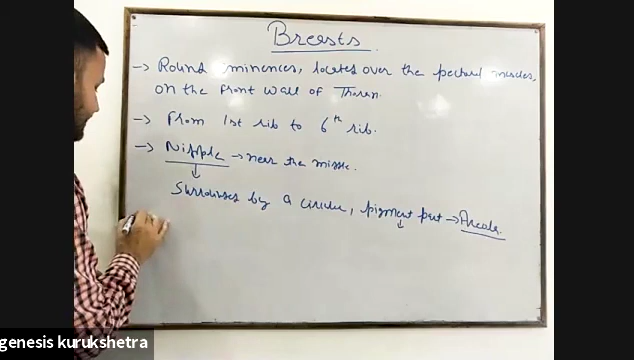 Breasts
→ Round eminences, located over the pectoral muscles,
on the front wall of Thorax.
→ From 1st rib to 6th rib.
→ Nipple → near the middle.
↓
Surrounded by a circular, pigment part → Areola.
↓
genesis kurukshetra